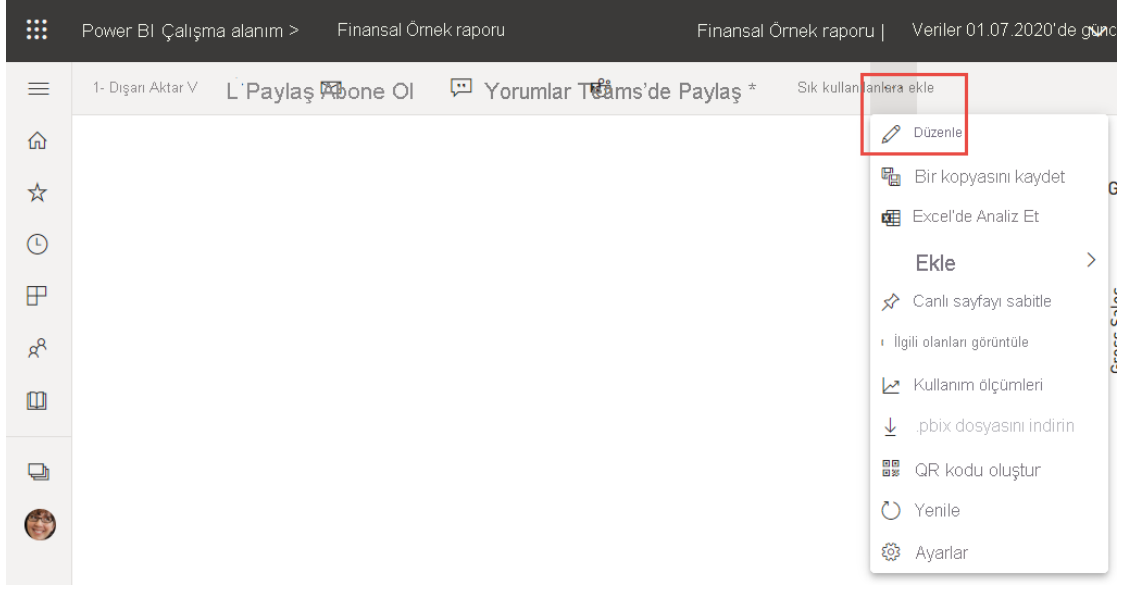 Power BI Çalışma alanım > Finansal Örnek raporu Finansal Örnek raporu | Veriler 01.07.2020'de günc
1- Dışarı Aktar V L Paylaş Abone Ol Yorumlar Teams'de Paylaş * Sık kullanılanlara ekle
Düzenle
Bir kopyasını kaydet
G
Excel'de Analiz Et
Ekle
Canlı sayfayı sabitle
İlgili olanları görüntüle
Gross Sales
Kullanım ölçümleri
.pbix dosyasını indirin
QR kodu oluştur
Yenile
Ayarlar